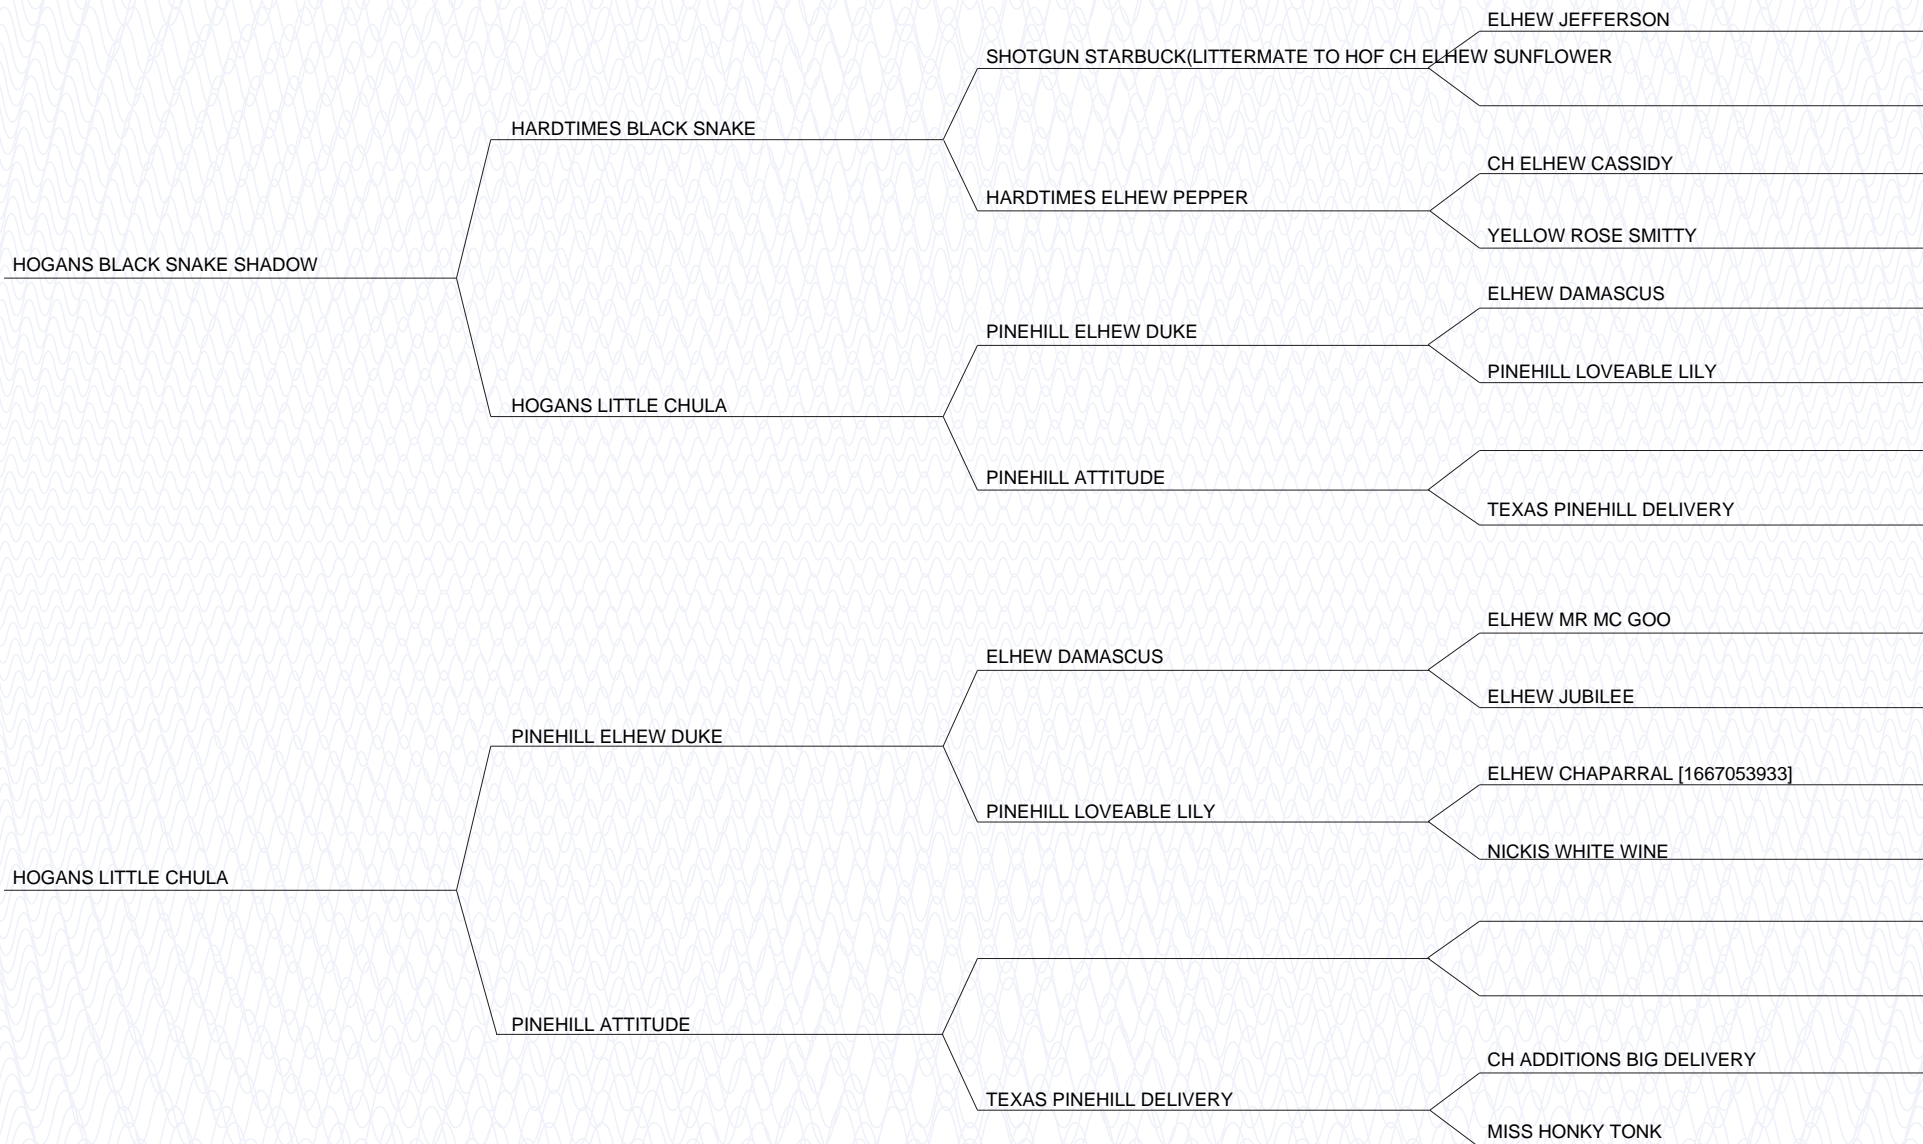 ELHEW JEFFERSON
SHOTGUN STARBUCK(LITTERMATE TO HOF CH ELHEW SUNFLOWER
HARDTIMES BLACK SNAKE
CH ELHEW CASSIDY
HARDTIMES ELHEW PEPPER
YELLOW ROSE SMITTY
HOGANS BLACK SNAKE SHADOW
ELHEW DAMASCUS
PINEHILL ELHEW DUKE
PINEHILL LOVEABLE LILY
HOGANS LITTLE CHULA
PINEHILL ATTITUDE
TEXAS PINEHILL DELIVERY
ELHEW MR MC GOO
ELHEW DAMASCUS
ELHEW JUBILEE
PINEHILL ELHEW DUKE
ELHEW CHAPARRAL [1667053933]
PINEHILL LOVEABLE LILY
NICKIS WHITE WINE
HOGANS LITTLE CHULA
PINEHILL ATTITUDE
CH ADDITIONS BIG DELIVERY
TEXAS PINEHILL DELIVERY
MISS HONKY TONK